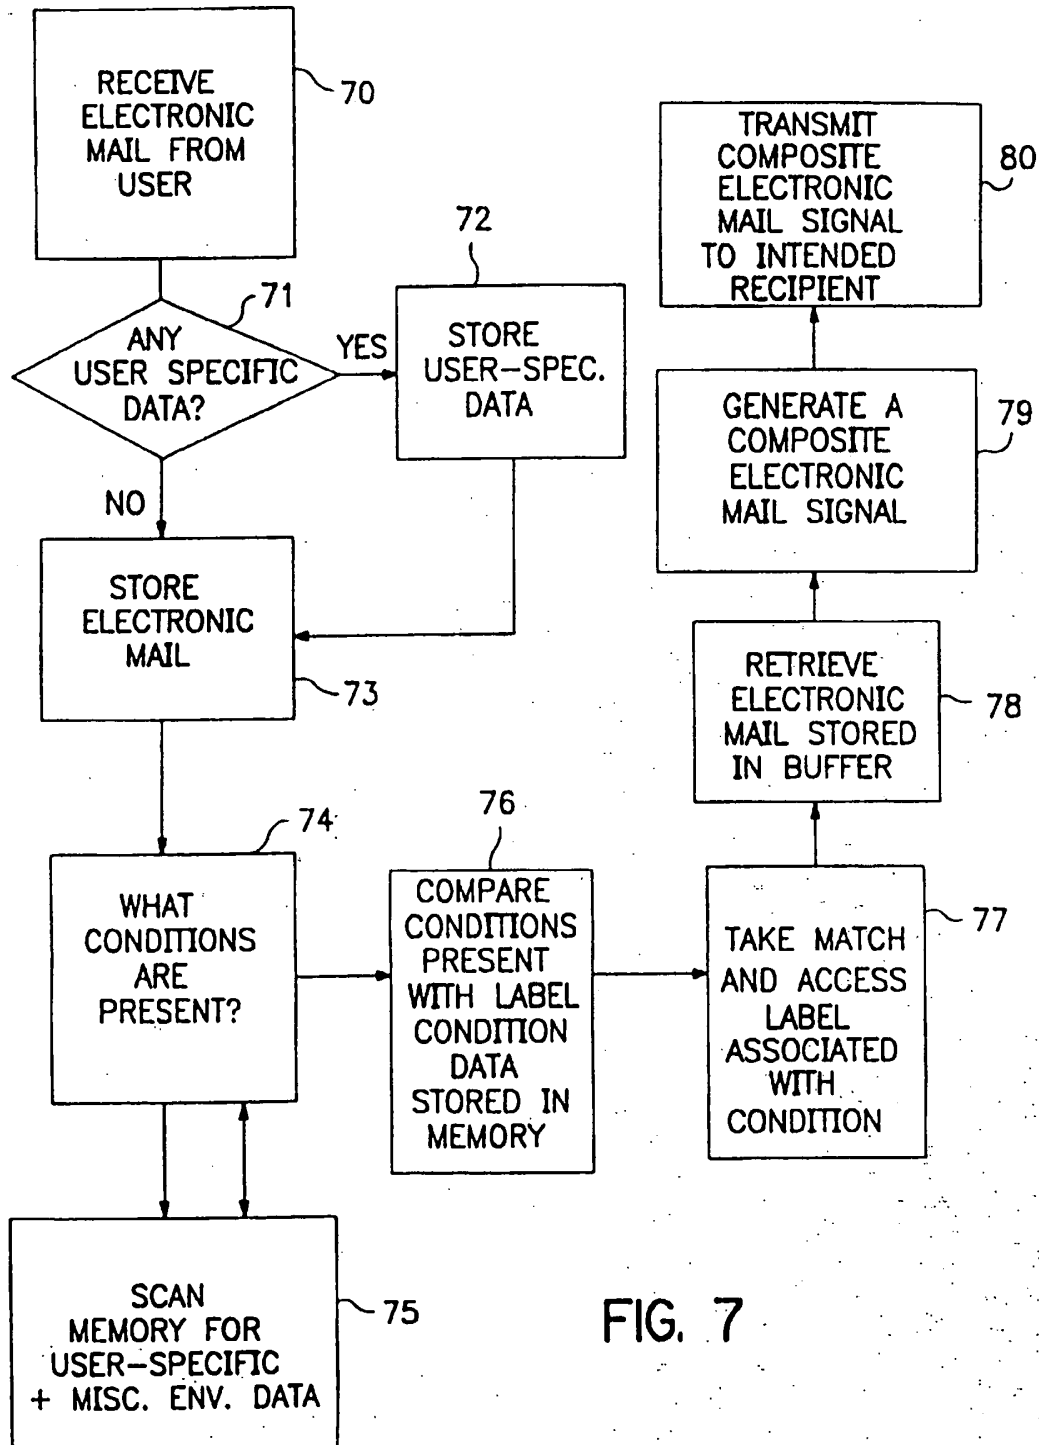 RECEIVE
ELECTRONIC
MAIL FROM
USER
70
ANY
USER SPECIFIC
DATA?
71
YES
NO
72
STORE
USER-SPEC.
DATA
STORE
ELECTRONIC
MAIL
73
74
WHAT
CONDITIONS
ARE
PRESENT?
SCAN
MEMORY FOR
USER-SPECIFIC
+ MISC. ENV. DATA
75
76
COMPARE
CONDITIONS
PRESENT
WITH LABEL
CONDITION
DATA
STORED IN
MEMORY
TAKE MATCH
AND ACCESS
LABEL
ASSOCIATED
WITH
CONDITION
77
RETRIEVE
ELECTRONIC
MAIL STORED
IN BUFFER
78
GENERATE A
COMPOSITE
ELECTRONIC
MAIL SIGNAL
79
TRANSMIT
COMPOSITE
ELECTRONIC
MAIL SIGNAL
TO INTENDED
RECIPIENT
80
FIG. 7